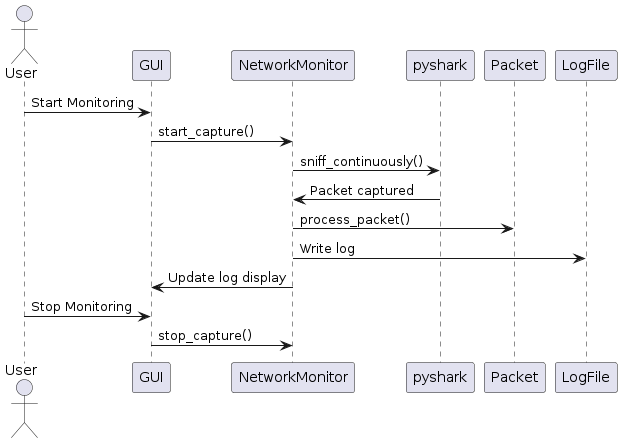 User
GUI
NetworkMonitor
pyshark
Packet
LogFile
Start Monitoring
start_capture()
sniff_continuously()
Packet captured
process_packet()
Write log
Update log display
Stop Monitoring
stop_capture()
User
GUI
NetworkMonitor
pyshark
Packet
LogFile